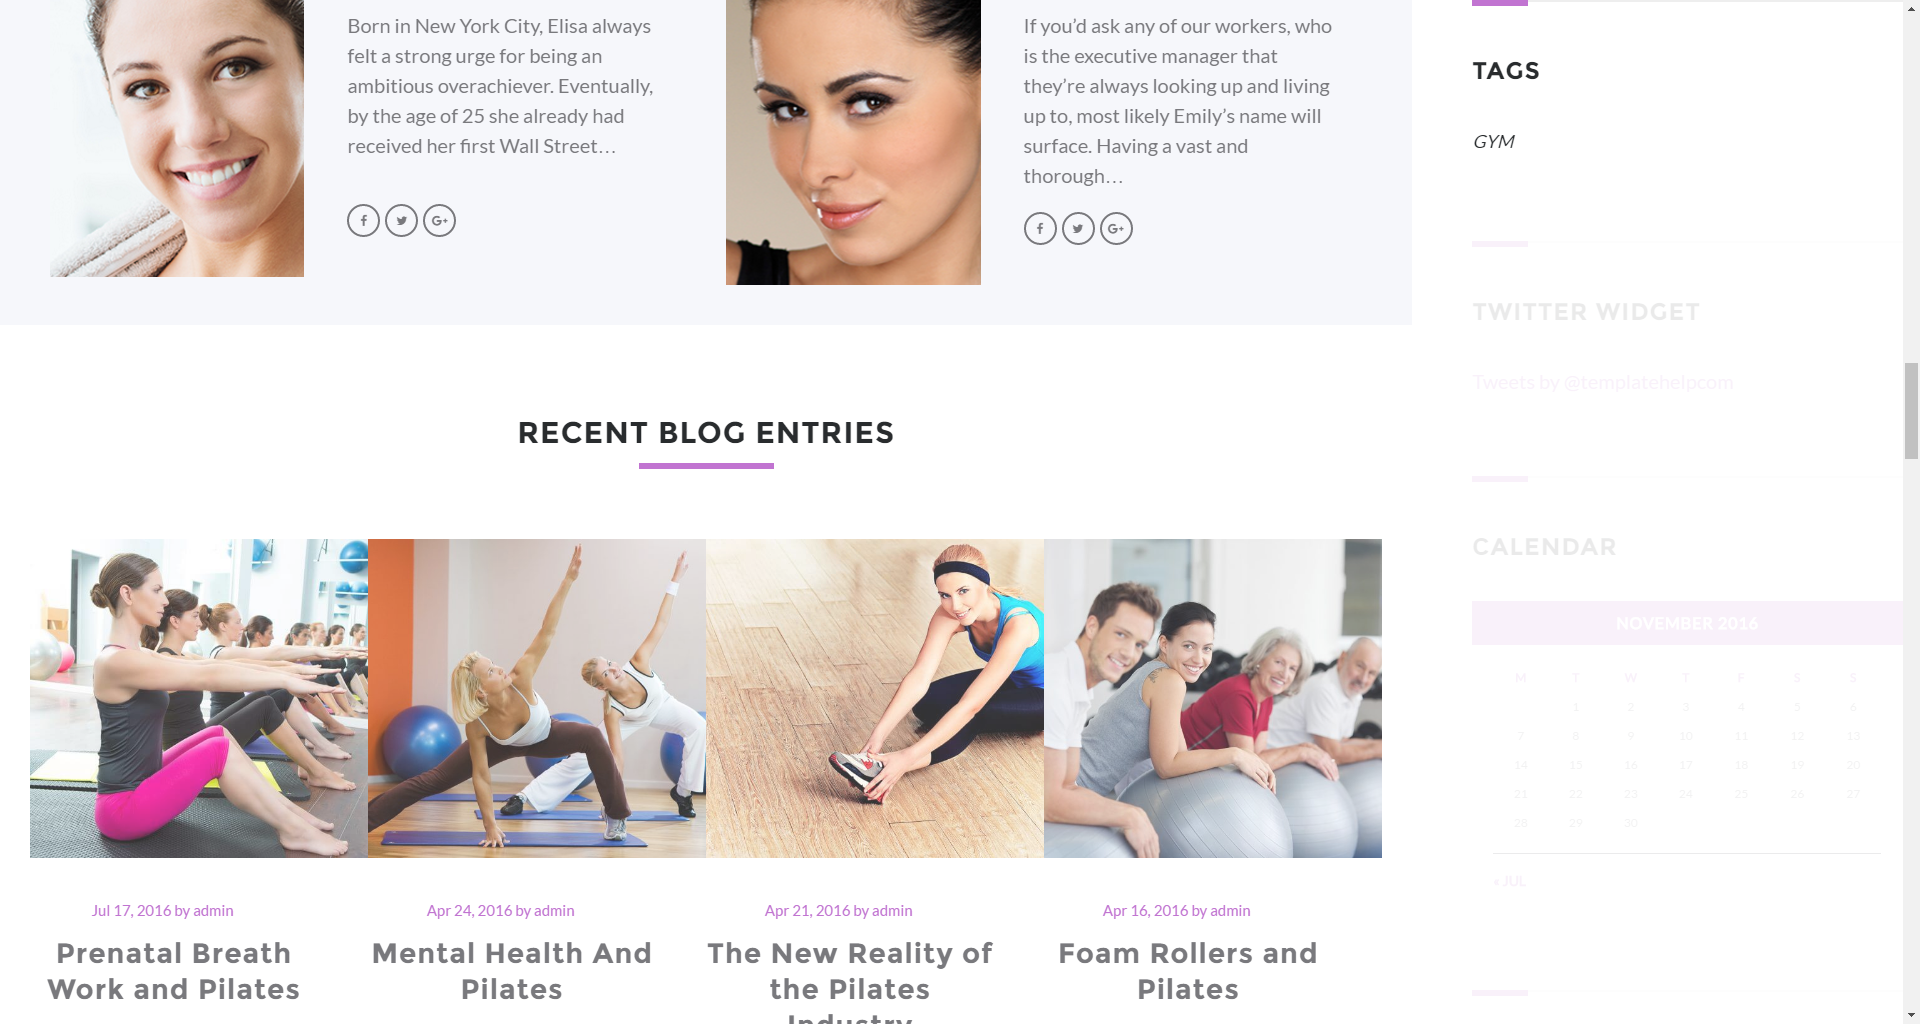 Born in New York City, Elisa always
felt a strong urge for being an
ambitious overachiever. Eventually,
by the age of 25 she already had
received her first Wall Street…
If you’d ask any of our workers, who
is the executive manager that
they’re always looking up and living
up to, most likely Emily’s name will
surface. Having a vast and
thorough…
RECENT BLOG ENTRIES
Jul 17, 2016 by admin
Prenatal Breath
Work and Pilates
Apr 24, 2016 by admin
Mental Health And
Pilates
Apr 21, 2016 by admin
The New Reality of
the Pilates
Industry
Apr 16, 2016 by admin
Foam Rollers and
Pilates
TAGS
GYM
TWITTER WIDGET
Tweets by @templatehelpcom
CALENDAR
NOVEMBER 2016
M T W T F S S
1 2 3 4 5 6
7 8 9 10 11 12 13
14 15 16 17 18 19 20
21 22 23 24 25 26 27
28 29 30
« JUL